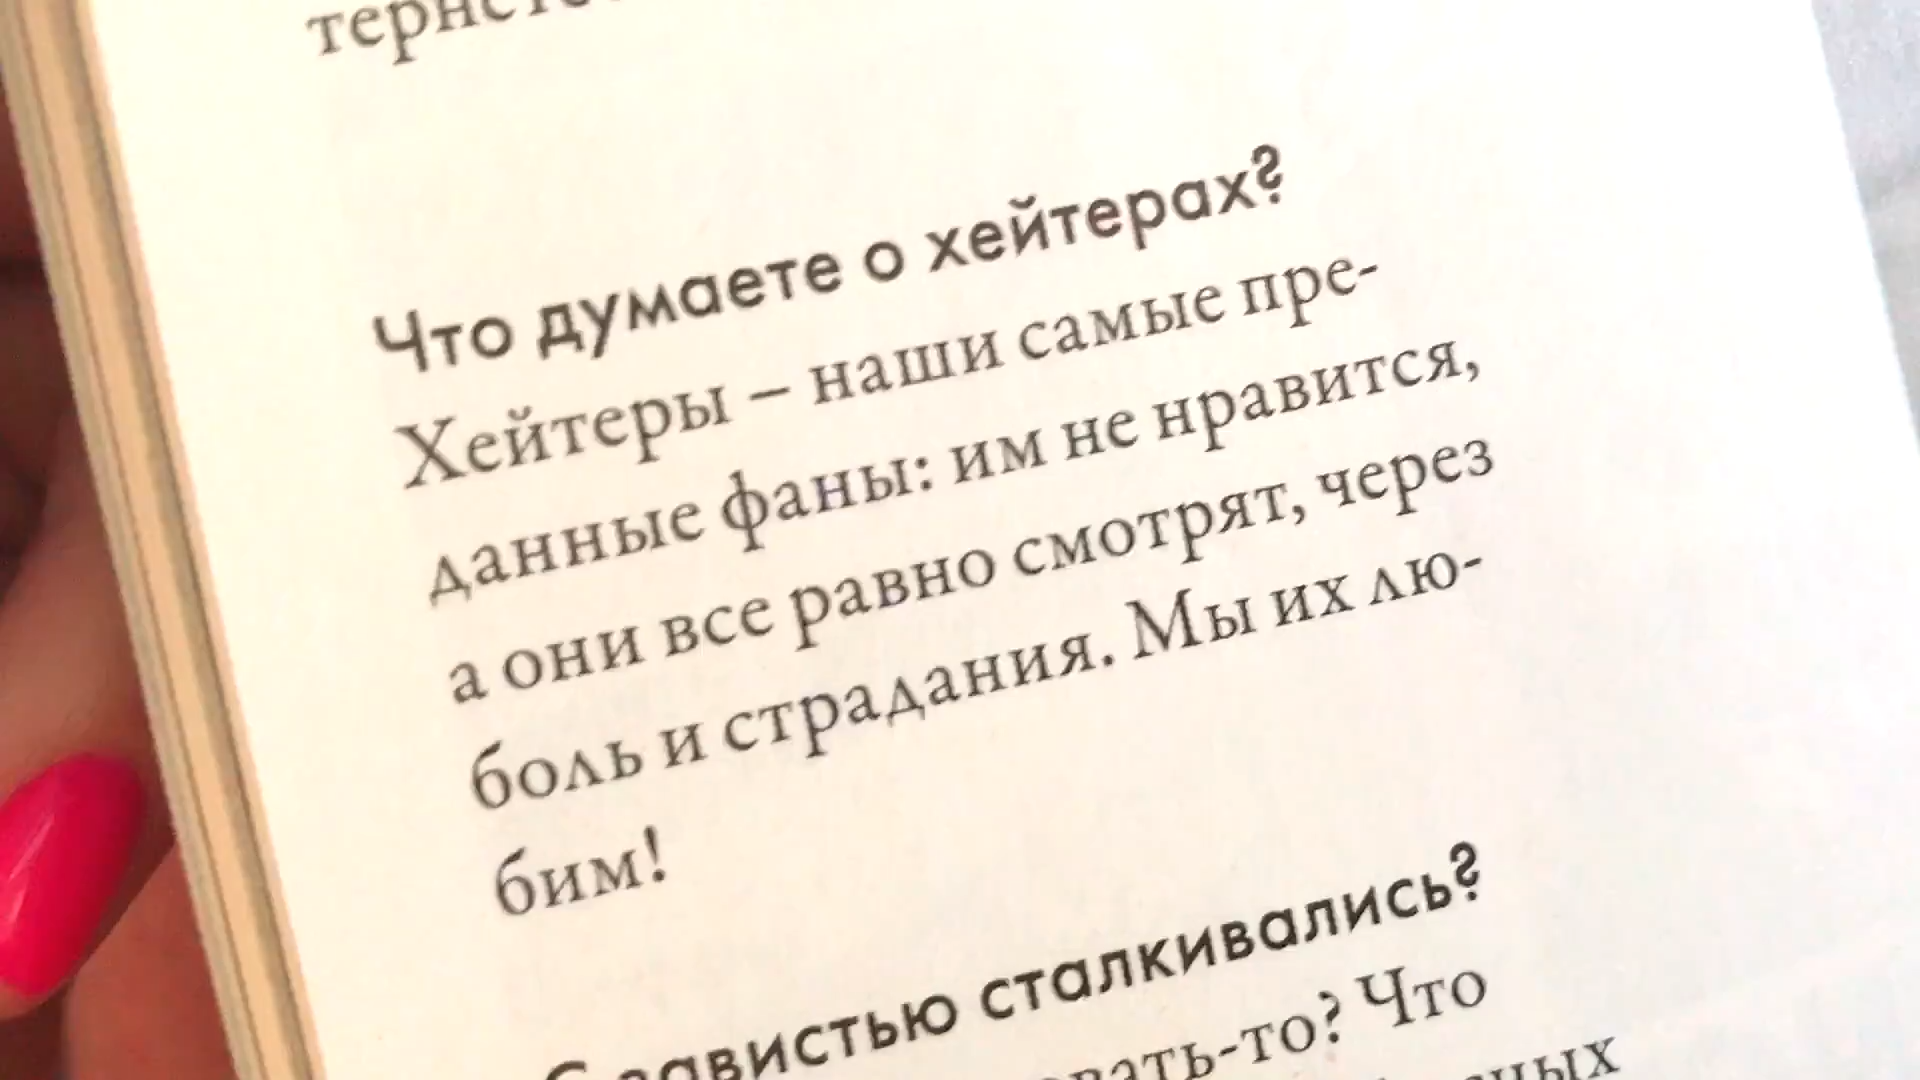 Что думаете о хейтерах?
Хейтеры – наши самые пре-
данные фаны: им не нравится,
а они все равно смотрят, через
боль и страдания. Мы их лю-
бим!
С завистью сталкивались?
Что